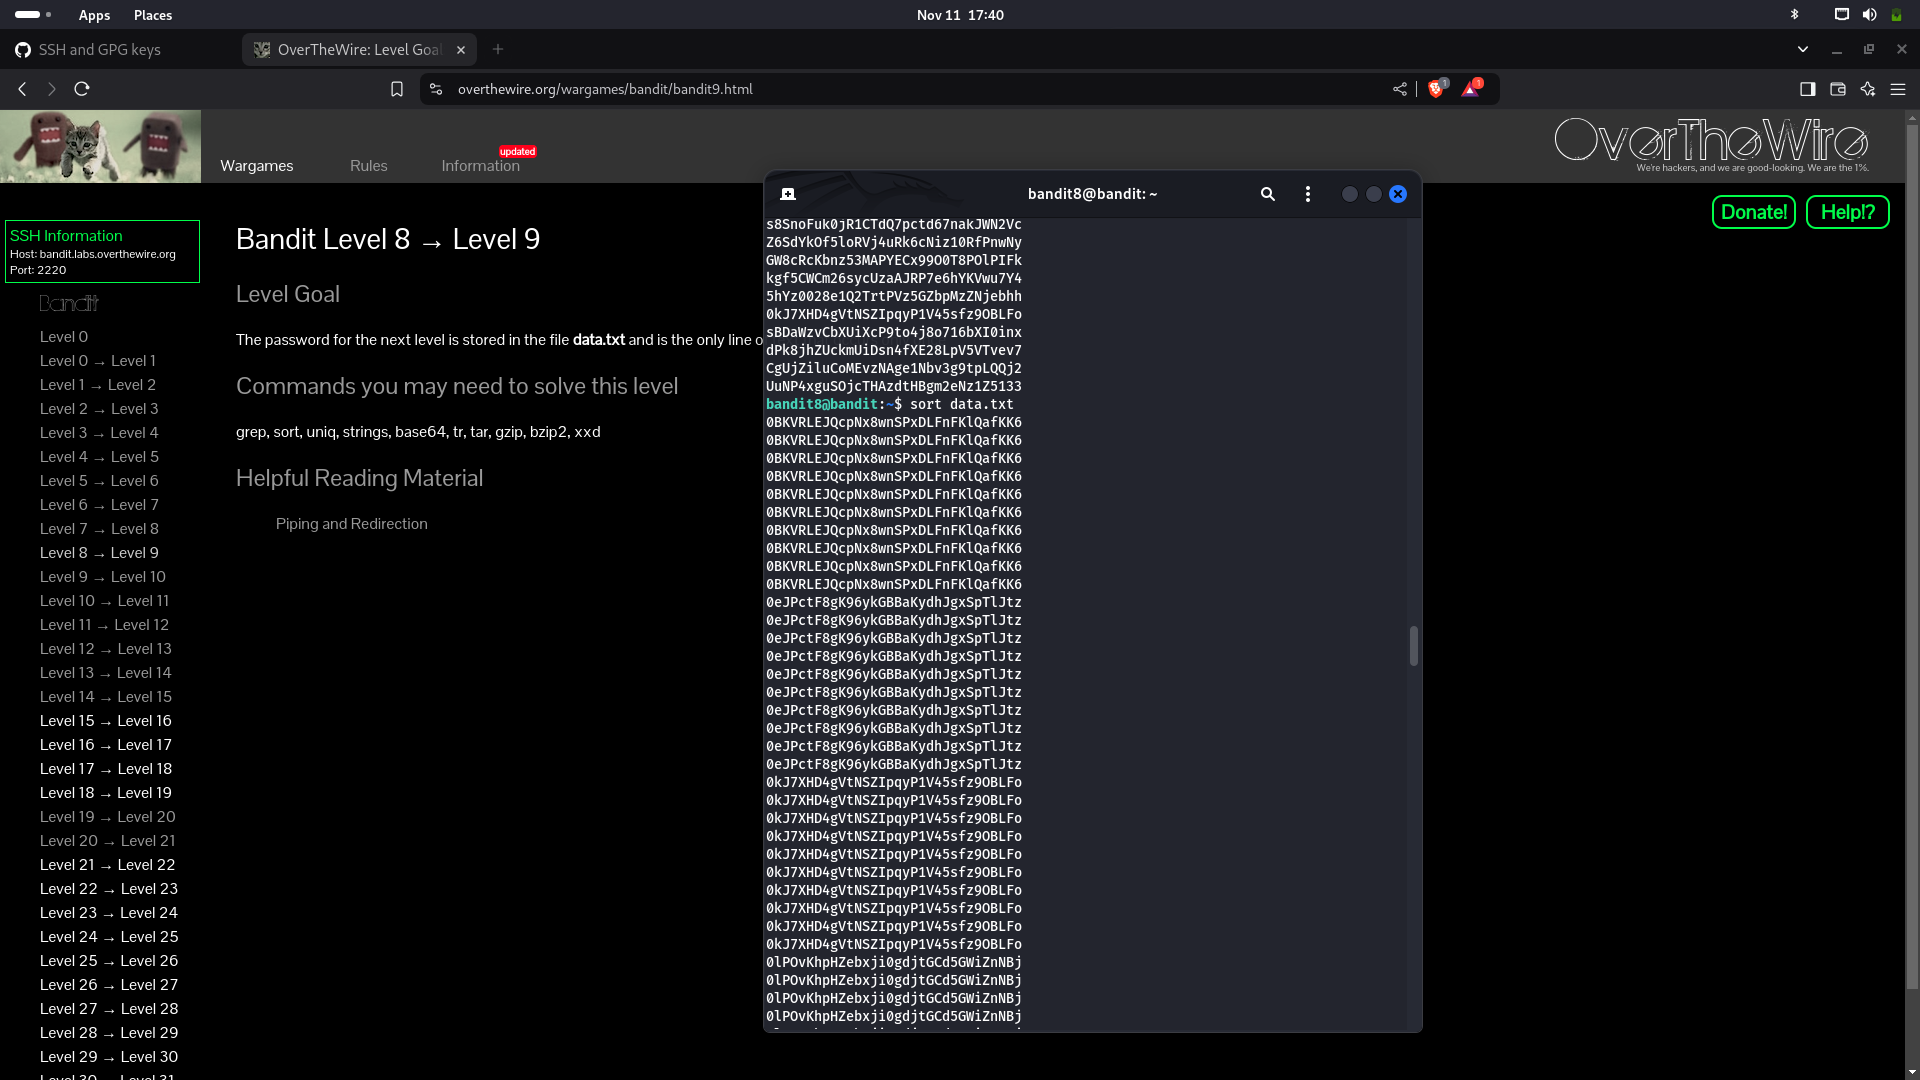 Apps Places
Nov 11 17:40
SSH and GPG keys
OverTheWire: Level Goal
overthewire.org/wargames/bandit/bandit9.html
1
1
Wargames
Rules
Information
updated
OverTheWire
We're hackers, and we are good-looking. We are the 1%.
Donate!
Help!?
SSH Information
Host: bandit.labs.overthewire.org
Port: 2220
Bandit
Level 0
Level 0 → Level 1
Level 1 → Level 2
Level 2 → Level 3
Level 3 → Level 4
Level 4 → Level 5
Level 5 → Level 6
Level 6 → Level 7
Level 7 → Level 8
Level 8 → Level 9
Level 9 → Level 10
Level 10 → Level 11
Level 11 → Level 12
Level 12 → Level 13
Level 13 → Level 14
Level 14 → Level 15
Level 15 → Level 16
Level 16 → Level 17
Level 17 → Level 18
Level 18 → Level 19
Level 19 → Level 20
Level 20 → Level 21
Level 21 → Level 22
Level 22 → Level 23
Level 23 → Level 24
Level 24 → Level 25
Level 25 → Level 26
Level 26 → Level 27
Level 27 → Level 28
Level 28 → Level 29
Level 29 → Level 30
Level 30 → Level 31
Bandit Level 8 → Level 9
Level Goal
The password for the next level is stored in the file data.txt and is the only line o
Commands you may need to solve this level
grep, sort, uniq, strings, base64, tr, tar, gzip, bzip2, xxd
Helpful Reading Material
Piping and Redirection
bandit8@bandit: ~
s8SnoFuk0jR1CTdQ7pctd67nakJWN2Vc
Z6SdYkOf5loRVj4uRk6cNiz10RfPnwNy
GW8cRcKbnz53MAPYECx99O0T8POlPIFk
kgf5CWCm26sycUzaAJRP7e6hYKVwu7Y4
5hYz0028e1Q2TrtPVz5GZbpMzZNjebhh
0kJ7XHD4gVtNSZIpqyP1V45sfz9OBLFo
sBDaWzvCbXUiXcP9to4j8o716bXI0inx
dPk8jhZUckmUiDsn4fXE28LpV5VTvev7
CgUjZiluCoMEvzNAge1Nbv3g9tpLQQj2
UuNP4xguSOjcTHAzdtHBgm2eNz1Z5133
bandit8@bandit:~$ sort data.txt
0BKVRLEJQcpNx8wnSPxDLFnFKlQafKK6
0BKVRLEJQcpNx8wnSPxDLFnFKlQafKK6
0BKVRLEJQcpNx8wnSPxDLFnFKlQafKK6
0BKVRLEJQcpNx8wnSPxDLFnFKlQafKK6
0BKVRLEJQcpNx8wnSPxDLFnFKlQafKK6
0BKVRLEJQcpNx8wnSPxDLFnFKlQafKK6
0BKVRLEJQcpNx8wnSPxDLFnFKlQafKK6
0BKVRLEJQcpNx8wnSPxDLFnFKlQafKK6
0BKVRLEJQcpNx8wnSPxDLFnFKlQafKK6
0BKVRLEJQcpNx8wnSPxDLFnFKlQafKK6
0eJPctF8gK96ykGBBaKydhJgxSpTlJtz
0eJPctF8gK96ykGBBaKydhJgxSpTlJtz
0eJPctF8gK96ykGBBaKydhJgxSpTlJtz
0eJPctF8gK96ykGBBaKydhJgxSpTlJtz
0eJPctF8gK96ykGBBaKydhJgxSpTlJtz
0eJPctF8gK96ykGBBaKydhJgxSpTlJtz
0eJPctF8gK96ykGBBaKydhJgxSpTlJtz
0eJPctF8gK96ykGBBaKydhJgxSpTlJtz
0eJPctF8gK96ykGBBaKydhJgxSpTlJtz
0eJPctF8gK96ykGBBaKydhJgxSpTlJtz
0kJ7XHD4gVtNSZIpqyP1V45sfz9OBLFo
0kJ7XHD4gVtNSZIpqyP1V45sfz9OBLFo
0kJ7XHD4gVtNSZIpqyP1V45sfz9OBLFo
0kJ7XHD4gVtNSZIpqyP1V45sfz9OBLFo
0kJ7XHD4gVtNSZIpqyP1V45sfz9OBLFo
0kJ7XHD4gVtNSZIpqyP1V45sfz9OBLFo
0kJ7XHD4gVtNSZIpqyP1V45sfz9OBLFo
0kJ7XHD4gVtNSZIpqyP1V45sfz9OBLFo
0kJ7XHD4gVtNSZIpqyP1V45sfz9OBLFo
0kJ7XHD4gVtNSZIpqyP1V45sfz9OBLFo
0lPOvKhpHZebxji0gdjtGCd5GWiZnNBj
0lPOvKhpHZebxji0gdjtGCd5GWiZnNBj
0lPOvKhpHZebxji0gdjtGCd5GWiZnNBj
0lPOvKhpHZebxji0gdjtGCd5GWiZnNBj